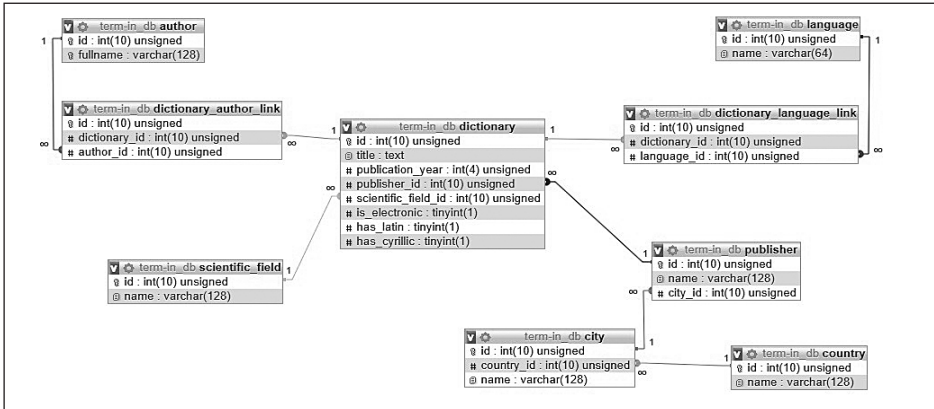 term-in_db author
id : int(10) unsigned
fullname : varchar(128)
1
∞
term-in_db language
id : int(10) unsigned
name : varchar(64)
1
∞
term-in_db dictionary_author_link
id : int(10) unsigned
# dictionary_id : int(10) unsigned
# author_id : int(10) unsigned
∞
1
term-in_db dictionary
id : int(10) unsigned
title : text
# publication_year : int(4) unsigned
# publisher_id : int(10) unsigned
# scientific_field_id : int(10) unsigned
# is_electronic : tinyint(1)
# has_latin : tinyint(1)
# has_cyrillic : tinyint(1)
1
∞
∞
term-in_db dictionary_language_link
id : int(10) unsigned
# dictionary_id : int(10) unsigned
# language_id : int(10) unsigned
∞
term-in_db scientific_field
id : int(10) unsigned
name : varchar(128)
1
term-in_db publisher
id : int(10) unsigned
name : varchar(128)
# city_id : int(10) unsigned
1
∞
term-in_db city
id : int(10) unsigned
# country_id : int(10) unsigned
name : varchar(128)
1
∞
term-in_db country
id : int(10) unsigned
name : varchar(128)
1